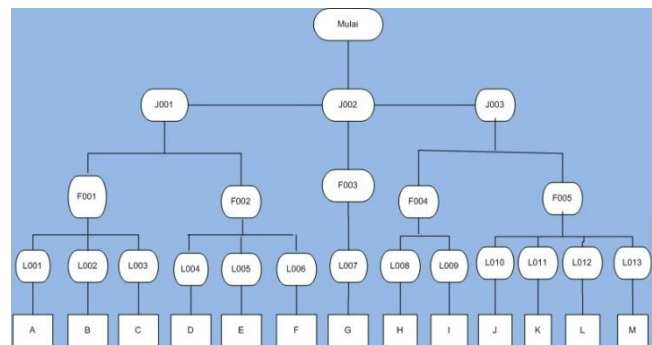 Mulai
J001 J002 J003
F001 F002 F003 F004 F005
L001 L002 L003 L004 L005 L006 L007 L008 L009 L010 L011 L012 L013
A B C D E F G H I J K L M